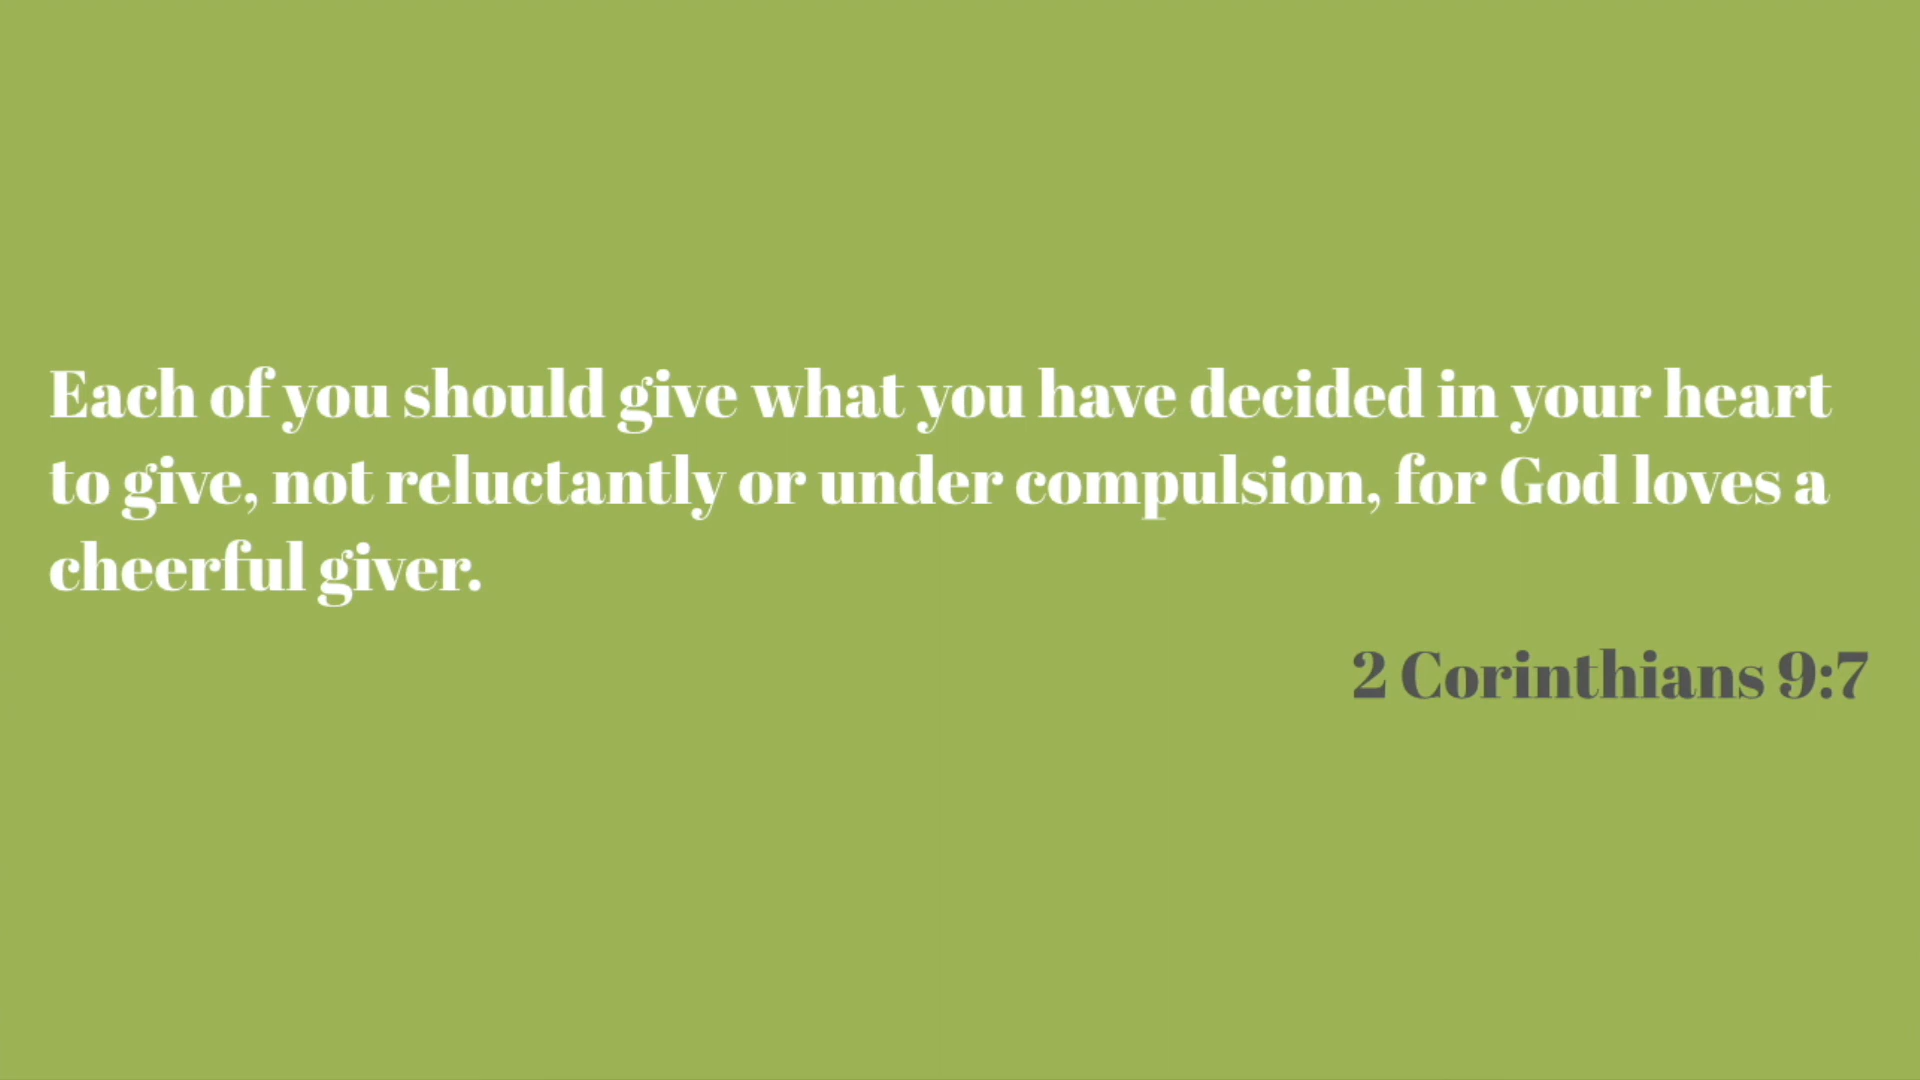 Each of you should give what you have decided in your heart
to give, not reluctantly or under compulsion, for God loves a
cheerful giver.
2 Corinthians 9:7